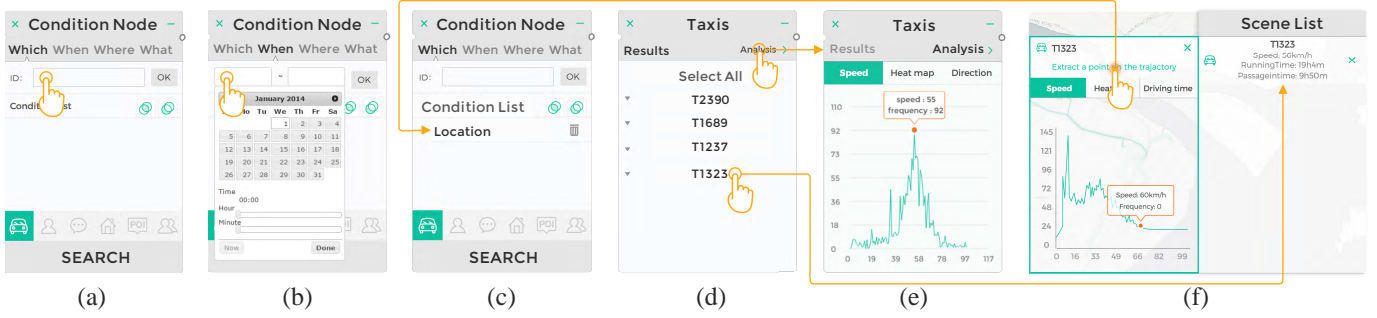 × Condition Node –
Which When Where What
ID: OK
Condition List
SEARCH
(a)
× Condition Node –
Which When Where What
~ OK
January 2014
Mo Tu We Th Fr Sa
1 2 3 4
5 6 7 8 9 10 11
12 13 14 15 16 17 18
19 20 21 22 23 24 25
26 27 28 29 30 31
Time
00:00
Hour
Minute
Now Done
(b)
× Condition Node –
Which When Where What
ID: OK
Condition List
Location
POI
SEARCH
(c)
× Taxis –
Results Analysis >
Select All
T2390
T1689
T1237
T1323
(d)
× Taxis –
Results Analysis >
Speed Heat map Direction
speed : 55
frequency : 92
110
92
73
55
36
18
0
0 19 39 58 78 97 117
(e)
T1323 ×
Extract a point on the trajactory
Speed Heat Driving time
145
121
96
72
48
24
0
0 16 33 49 66 82 99
Speed: 60km/h
Frequency: 0
Scene List
T1323
Speed: 56km/h
RunningTime: 19h4m
Passageintime: 9h50m
×
(f)